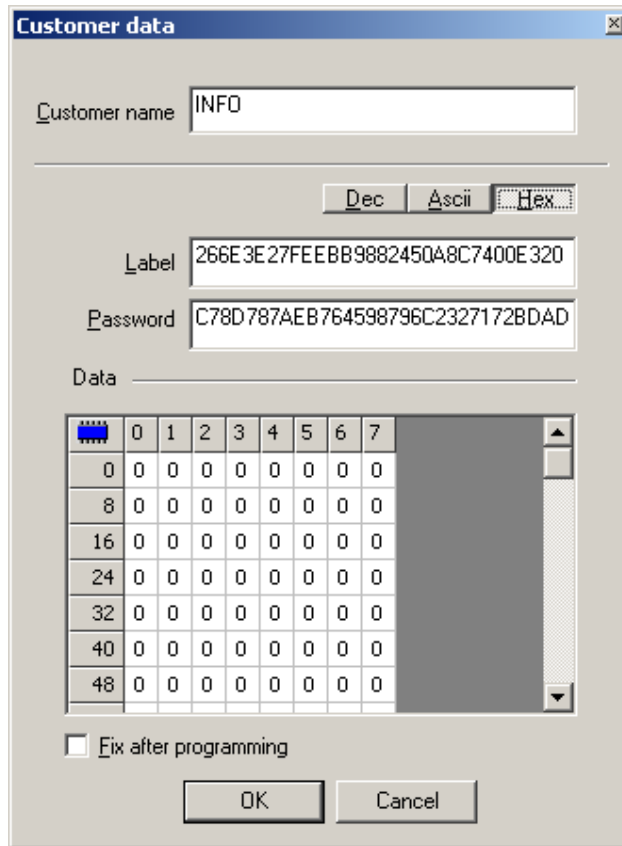 Customer data
Customer name INFO
Dec Ascii Hex
Label 266E3E27FEEBB9882450A8C7400E320
Password C78D787AEB764598796C2327172BDAD
Data
0 1 2 3 4 5 6 7
0 0 0 0 0 0 0 0 0
8 0 0 0 0 0 0 0 0
16 0 0 0 0 0 0 0 0
24 0 0 0 0 0 0 0 0
32 0 0 0 0 0 0 0 0
40 0 0 0 0 0 0 0 0
48 0 0 0 0 0 0 0 0
Fix after programming
OK Cancel